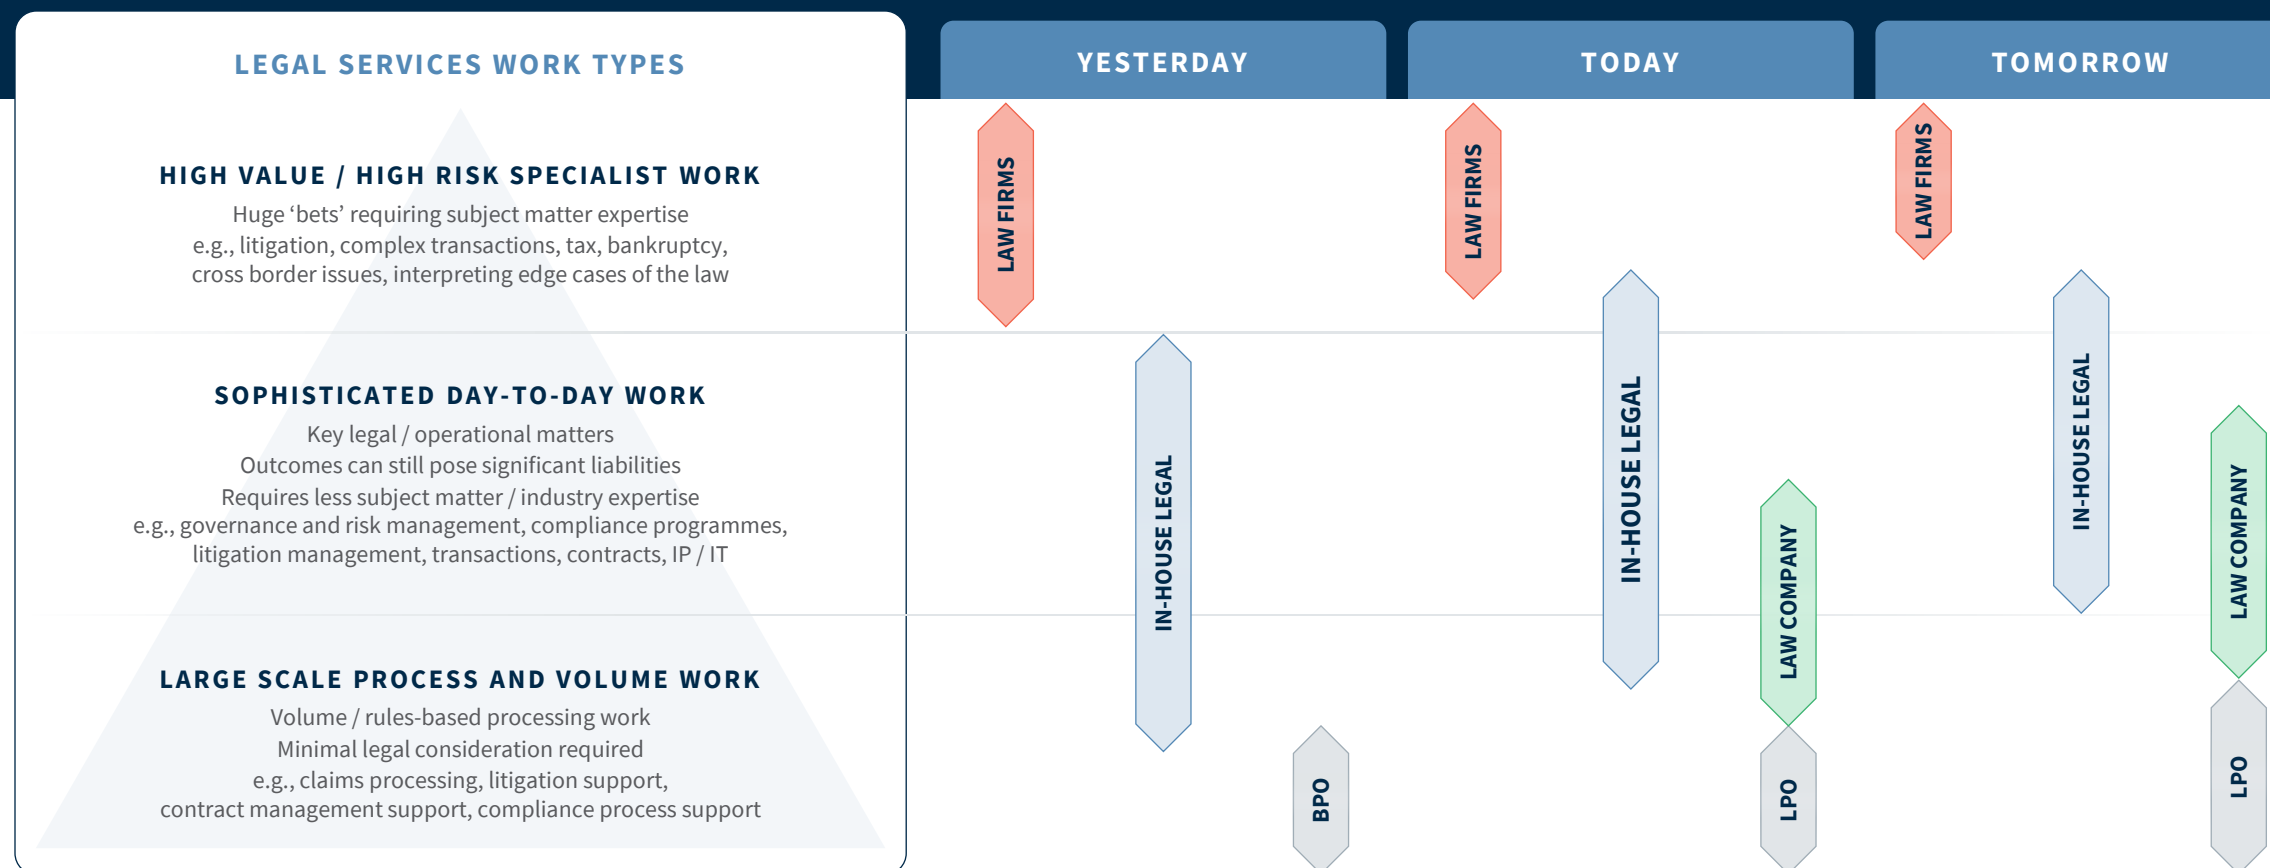 LEGAL SERVICES WORK TYPES
YESTERDAY
TODAY
TOMORROW
HIGH VALUE / HIGH RISK SPECIALIST WORK
Huge ‘bets’ requiring subject matter expertise
e.g., litigation, complex transactions, tax, bankruptcy,
cross border issues, interpreting edge cases of the law
SOPHISTICATED DAY-TO-DAY WORK
Key legal / operational matters
Outcomes can still pose significant liabilities
Requires less subject matter / industry expertise
e.g., governance and risk management, compliance programmes,
litigation management, transactions, contracts, IP / IT
LARGE SCALE PROCESS AND VOLUME WORK
Volume / rules-based processing work
Minimal legal consideration required
e.g., claims processing, litigation support,
contract management support, compliance process support
LAW FIRMS
IN-HOUSE LEGAL
BPO
LAW FIRMS
IN-HOUSE LEGAL
LAW COMPANY
LPO
LAW FIRMS
IN-HOUSE LEGAL
LAW COMPANY
LPO